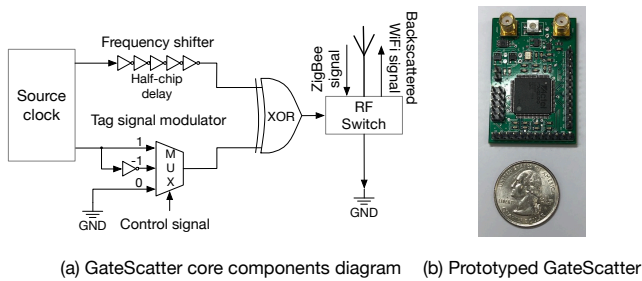 Source
clock
Frequency shifter
Half-chip
delay
Tag signal modulator
1
-1
0
M
U
X
GND
Control signal
XOR
ZigBee
signal
Backscattered
WiFi signal
RF
Switch
GND
(a) GateScatter core components diagram
(b) Prototyped GateScatter